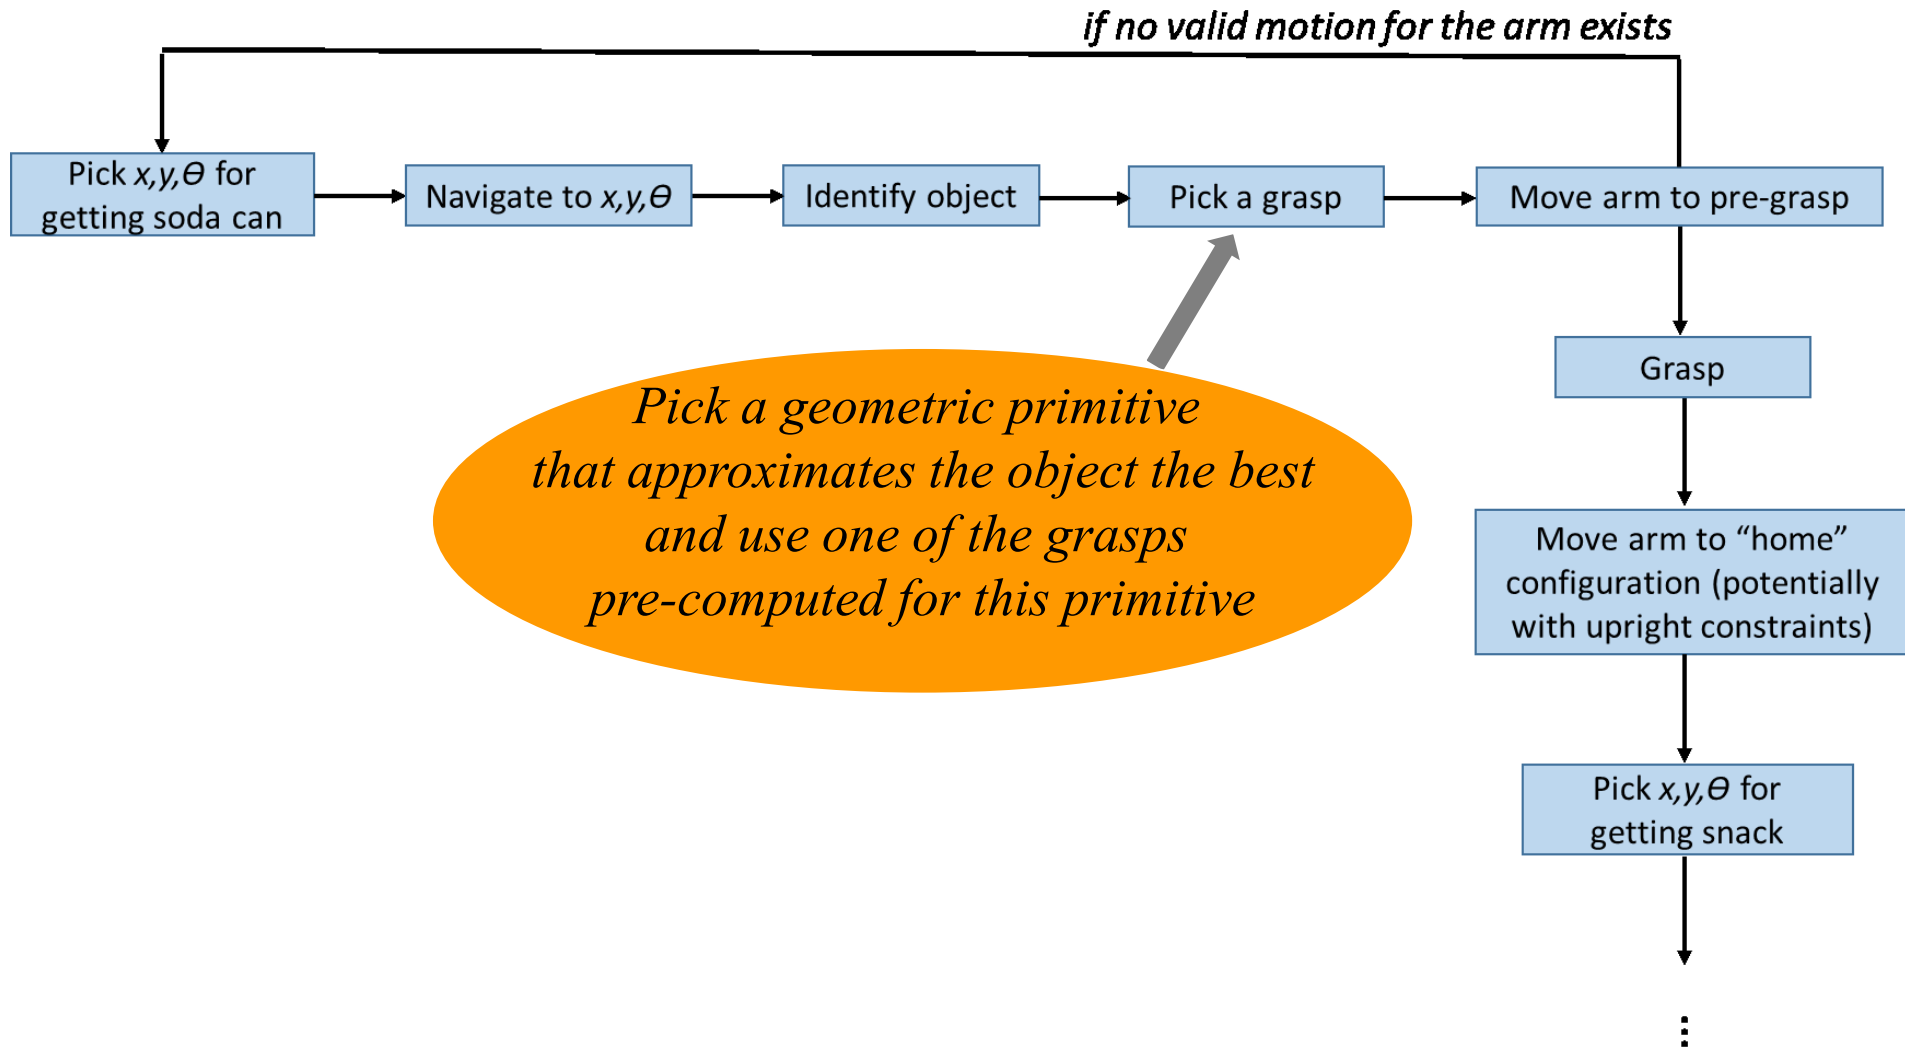 if no valid motion for the arm exists
Pick x,y,ϴ for
getting soda can
Navigate to x,y,ϴ
Identify object
Pick a grasp
Move arm to pre-grasp
Grasp
Pick a geometric primitive
that approximates the object the best
and use one of the grasps
pre-computed for this primitive
Move arm to “home”
configuration (potentially
with upright constraints)
Pick x,y,ϴ for
getting snack
⋮